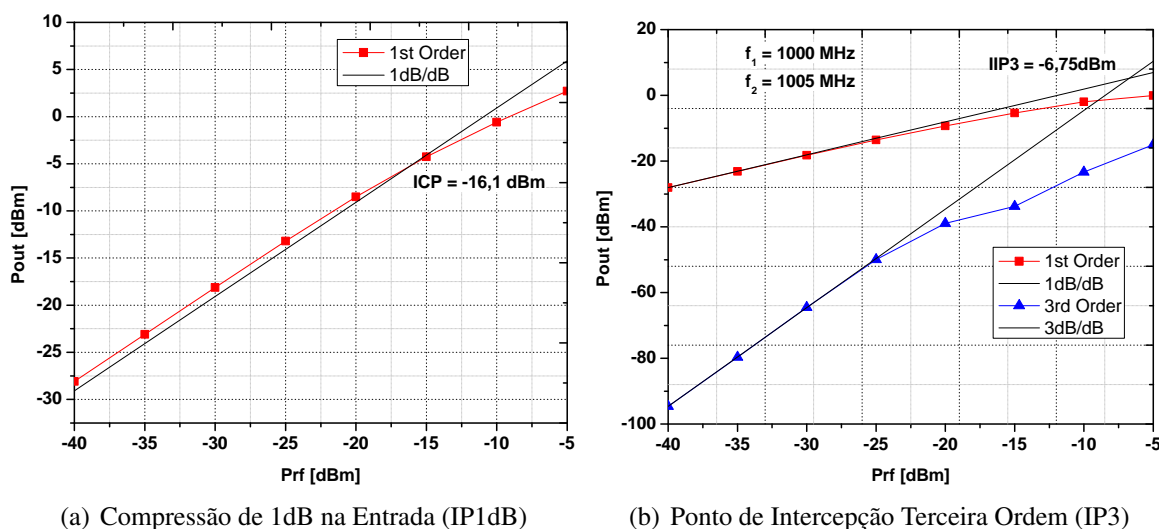 10
5
0
-5
-10
-15
-20
-25
-30
Pout [dBm]
1st Order
1dB/dB
ICP = -16,1 dBm
-40 -35 -30 -25 -20 -15 -10 -5
Prf [dBm]
(a) Compressão de 1dB na Entrada (IP1dB)
20
0
-20
-40
-60
-80
-100
Pout [dBm]
f1 = 1000 MHz
f2 = 1005 MHz
IIP3 = -6,75dBm
1st Order
1dB/dB
3rd Order
3dB/dB
-40 -35 -30 -25 -20 -15 -10 -5
Prf [dBm]
(b) Ponto de Intercepção Terceira Ordem (IP3)